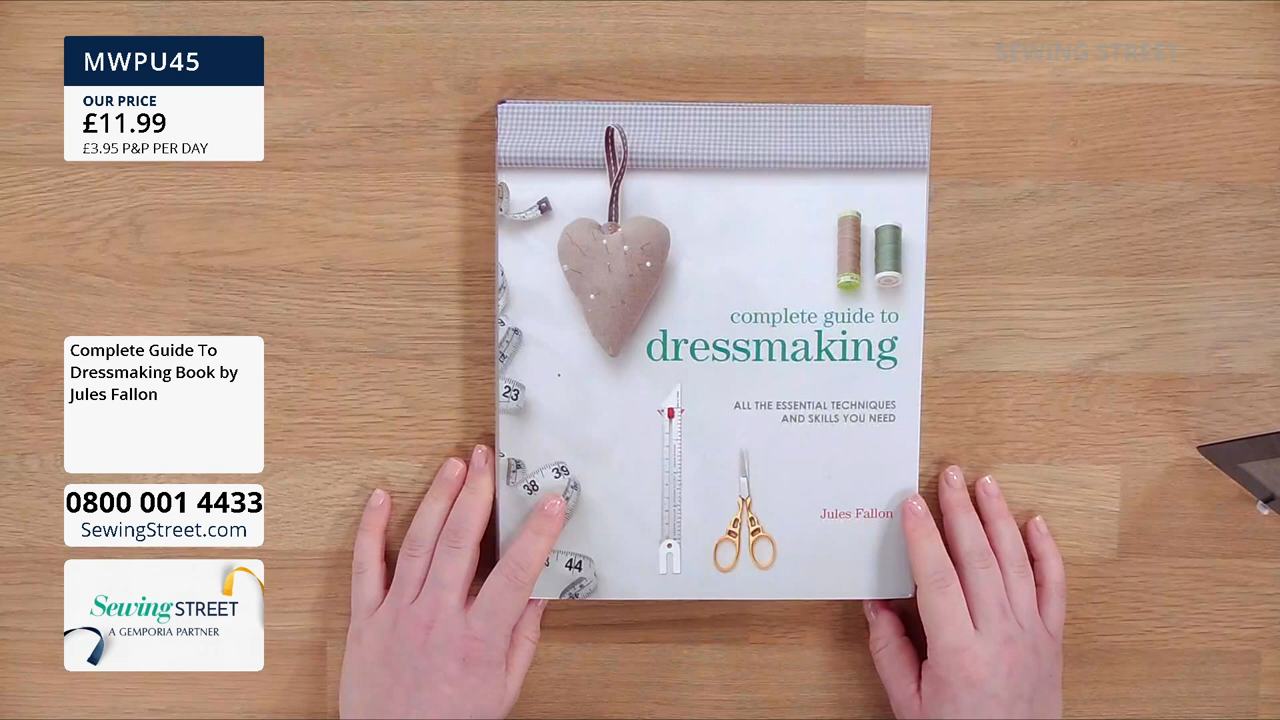 MWPU45
OUR PRICE
£11.99
£3.95 P&P PER DAY
Complete Guide To
Dressmaking Book by
Jules Fallon
0800 001 4433
SewingStreet.com
Sewing STREET
A GEMPORIA PARTNER
SEWING STREET
complete guide to
dressmaking
ALL THE ESSENTIAL TECHNIQUES
AND SKILLS YOU NEED
Jules Fallon
23
38
39
44